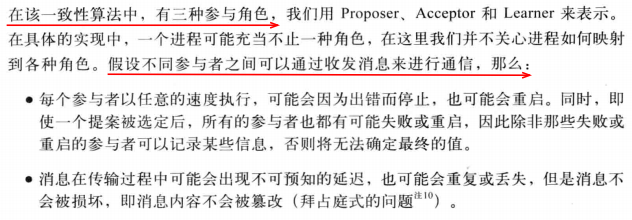 在该一致性算法中，有三种参与角色，我们用 Proposer、Acceptor 和 Learner 来表示。
在具体的实现中，一个进程可能充当不止一种角色，在这里我们并不关心进程如何映射
到各种角色。假设不同参与者之间可以通过收发消息来进行通信，那么：
● 每个参与者以任意的速度执行，可能会因为出错而停止，也可能会重启。同时，即
使一个提案被选定后，所有的参与者也都有可能失败或重启，因此除非那些失败或
重启的参与者可以记录某些信息，否则将无法确定最终的值。
● 消息在传输过程中可能会出现不可预知的延迟，也可能会重复或丢失，但是消息不
会被损坏，即消息内容不会被篡改（拜占庭式的问题注10）。